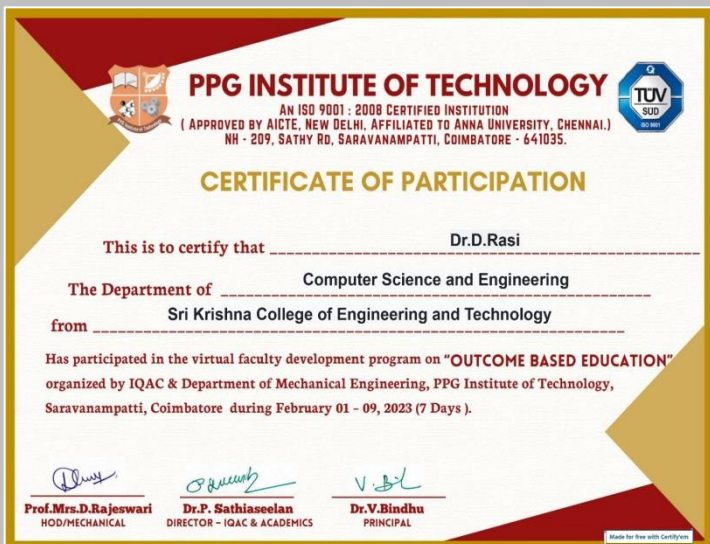 PPG INSTITUTE OF TECHNOLOGY
AN ISO 9001 : 2008 CERTIFIED INSTITUTION
( APPROVED BY AICTE, NEW DELHI, AFFILIATED TO ANNA UNIVERSITY, CHENNAI.)
NH - 209, SATHY RD, SARAVANAMPATTI, COIMBATORE - 641035.
TÜV
SUD
ISO 9001
CERTIFICATE OF PARTICIPATION
This is to certify that Dr.D.Rasi
The Department of Computer Science and Engineering
from Sri Krishna College of Engineering and Technology
Has participated in the virtual faculty development program on "OUTCOME BASED EDUCATION"
organized by IQAC & Department of Mechanical Engineering, PPG Institute of Technology,
Saravanampatti, Coimbatore during February 01 - 09, 2023 (7 Days ).
Prof.Mrs.D.Rajeswari
HOD/MECHANICAL
Dr.P. Sathiaseelan
DIRECTOR - IQAC & ACADEMICS
V. Bil
Dr.V.Bindhu
PRINCIPAL
Made for free with Certify'em